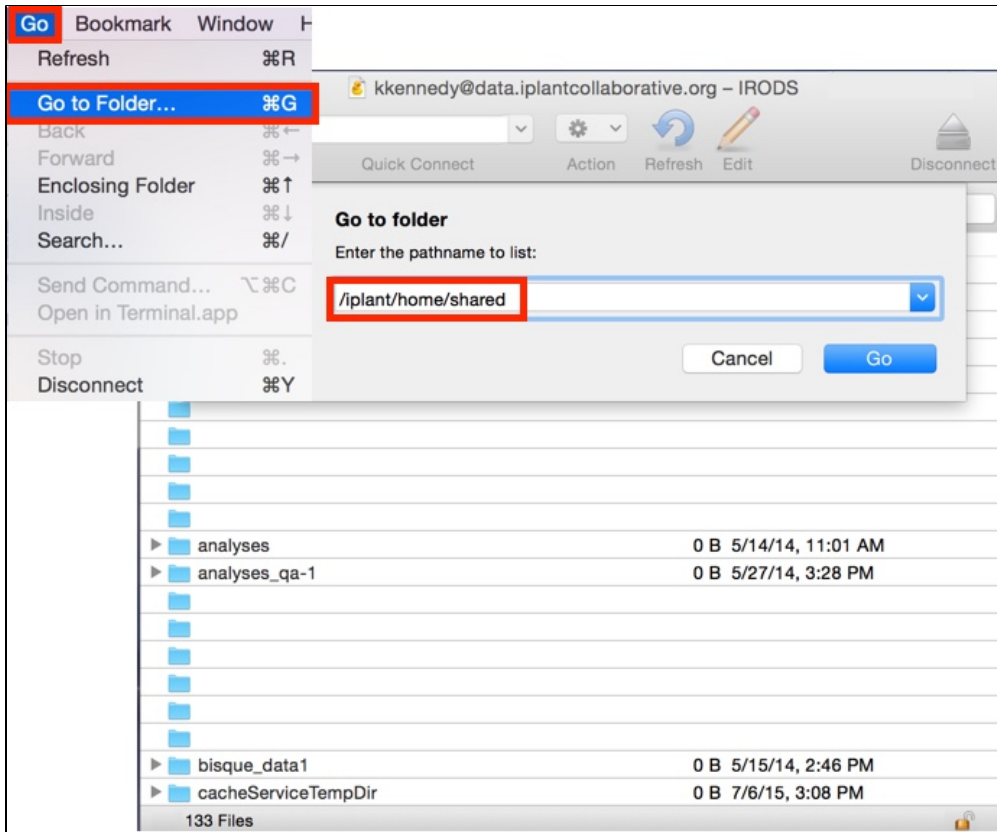 Go Bookmark Window H
Refresh ⌘R
Go to Folder... ⌘G
Back ⌘←
Forward ⌘→
Enclosing Folder ⌘↑
Inside ⌘↓
Search... ⌘/
Send Command... ⌥⌘C
Open in Terminal.app
Stop ⌘.
Disconnect ⌘Y
kkennedy@data.iplantcollaborative.org – IRODS
Quick Connect Action Refresh Edit Disconnect
Go to folder
Enter the pathname to list:
/iplant/home/shared
Cancel Go
analyses 0 B 5/14/14, 11:01 AM
analyses_qa-1 0 B 5/27/14, 3:28 PM
bisque_data1 0 B 5/15/14, 2:46 PM
cacheServiceTempDir 0 B 7/6/15, 3:08 PM
133 Files